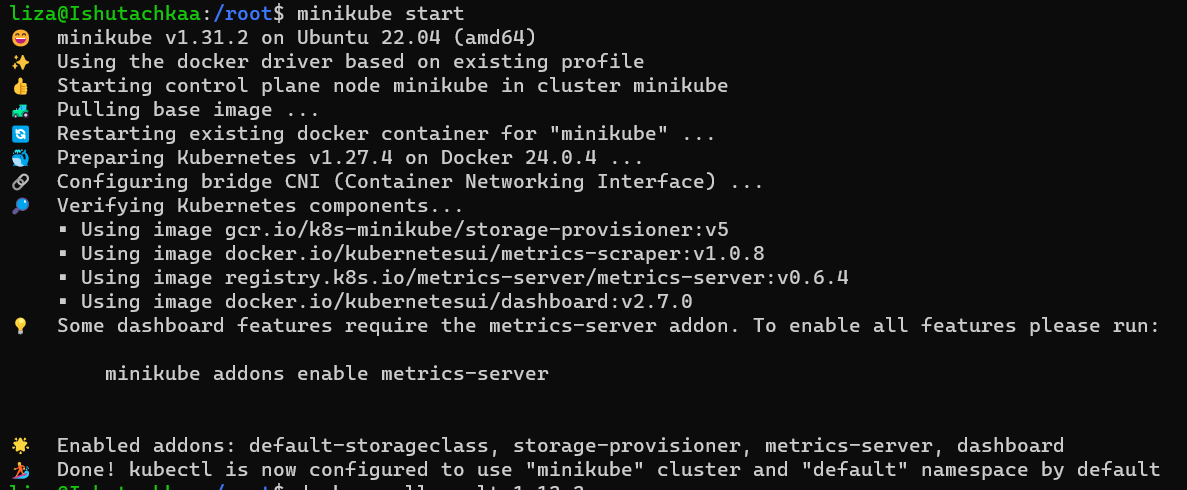 liza@Ishutachkaa:/root$ minikube start
😄 minikube v1.31.2 on Ubuntu 22.04 (amd64)
✨ Using the docker driver based on existing profile
👍 Starting control plane node minikube in cluster minikube
🚜 Pulling base image ...
🔄 Restarting existing docker container for "minikube" ...
🐳 Preparing Kubernetes v1.27.4 on Docker 24.0.4 ...
🔗 Configuring bridge CNI (Container Networking Interface) ...
🔎 Verifying Kubernetes components...
▪ Using image gcr.io/k8s-minikube/storage-provisioner:v5
▪ Using image docker.io/kubernetesui/metrics-scraper:v1.0.8
▪ Using image registry.k8s.io/metrics-server/metrics-server:v0.6.4
▪ Using image docker.io/kubernetesui/dashboard:v2.7.0
💡 Some dashboard features require the metrics-server addon. To enable all features please run:
minikube addons enable metrics-server
🌟 Enabled addons: default-storageclass, storage-provisioner, metrics-server, dashboard
🏄 Done! kubectl is now configured to use "minikube" cluster and "default" namespace by default
liza@Ishutachkaa:/root$